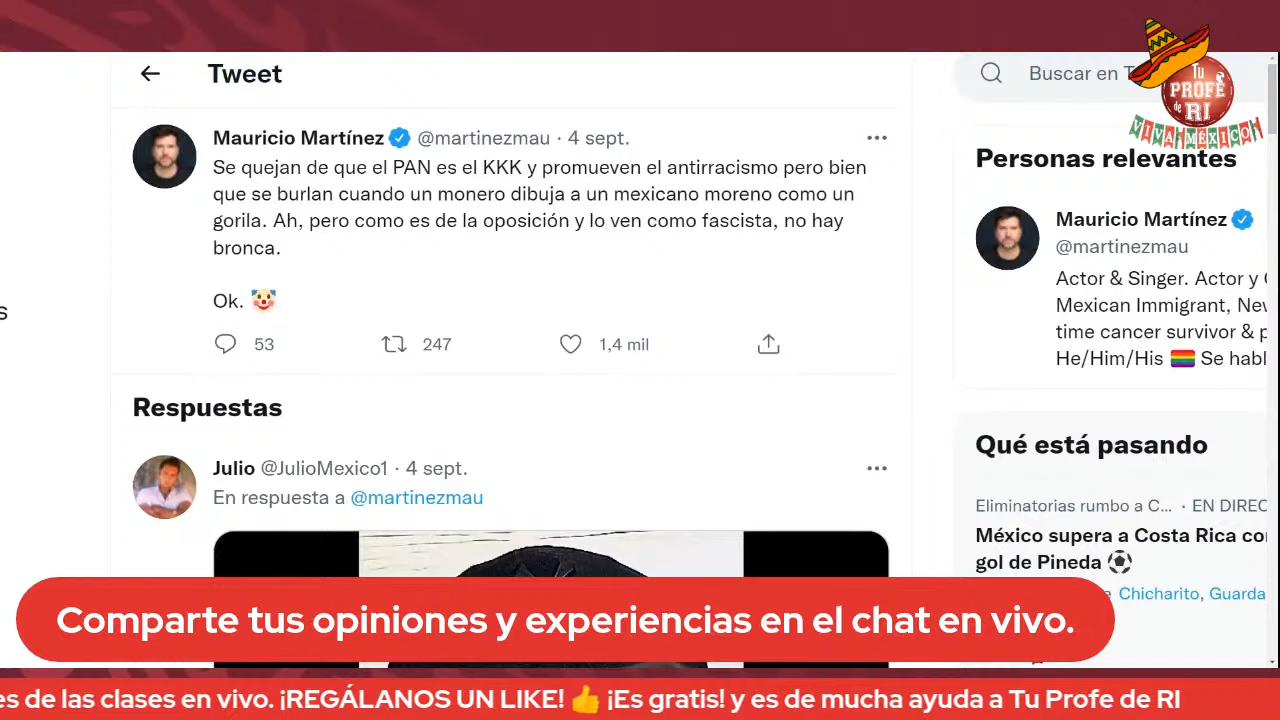 Tweet
Buscar en T
Tu
PROFE
de RI
VIVA MÉXICO!
Mauricio Martínez @martinezmau · 4 sept.
Se quejan de que el PAN es el KKK y promueven el antirracismo pero bien
que se burlan cuando un monero dibuja a un mexicano moreno como un
gorila. Ah, pero como es de la oposición y lo ven como fascista, no hay
bronca.
Ok. 🤡
53 247 1,4 mil
Respuestas
Julio @JulioMexico1 · 4 sept.
En respuesta a @martinezmau
Personas relevantes
Mauricio Martínez
@martinezmau
Actor & Singer. Actor y
Mexican Immigrant, New
time cancer survivor & p
He/Him/His 🏳️‍🌈 Se habl
Qué está pasando
Eliminatorias rumbo a C... · EN DIREC
México supera a Costa Rica con
gol de Pineda ⚽
Chicharito, Guarda
s
Comparte tus opiniones y experiencias en el chat en vivo.
es de las clases en vivo. ¡REGÁLANOS UN LIKE! 👍 ¡Es gratis! y es de mucha ayuda a Tu Profe de RI